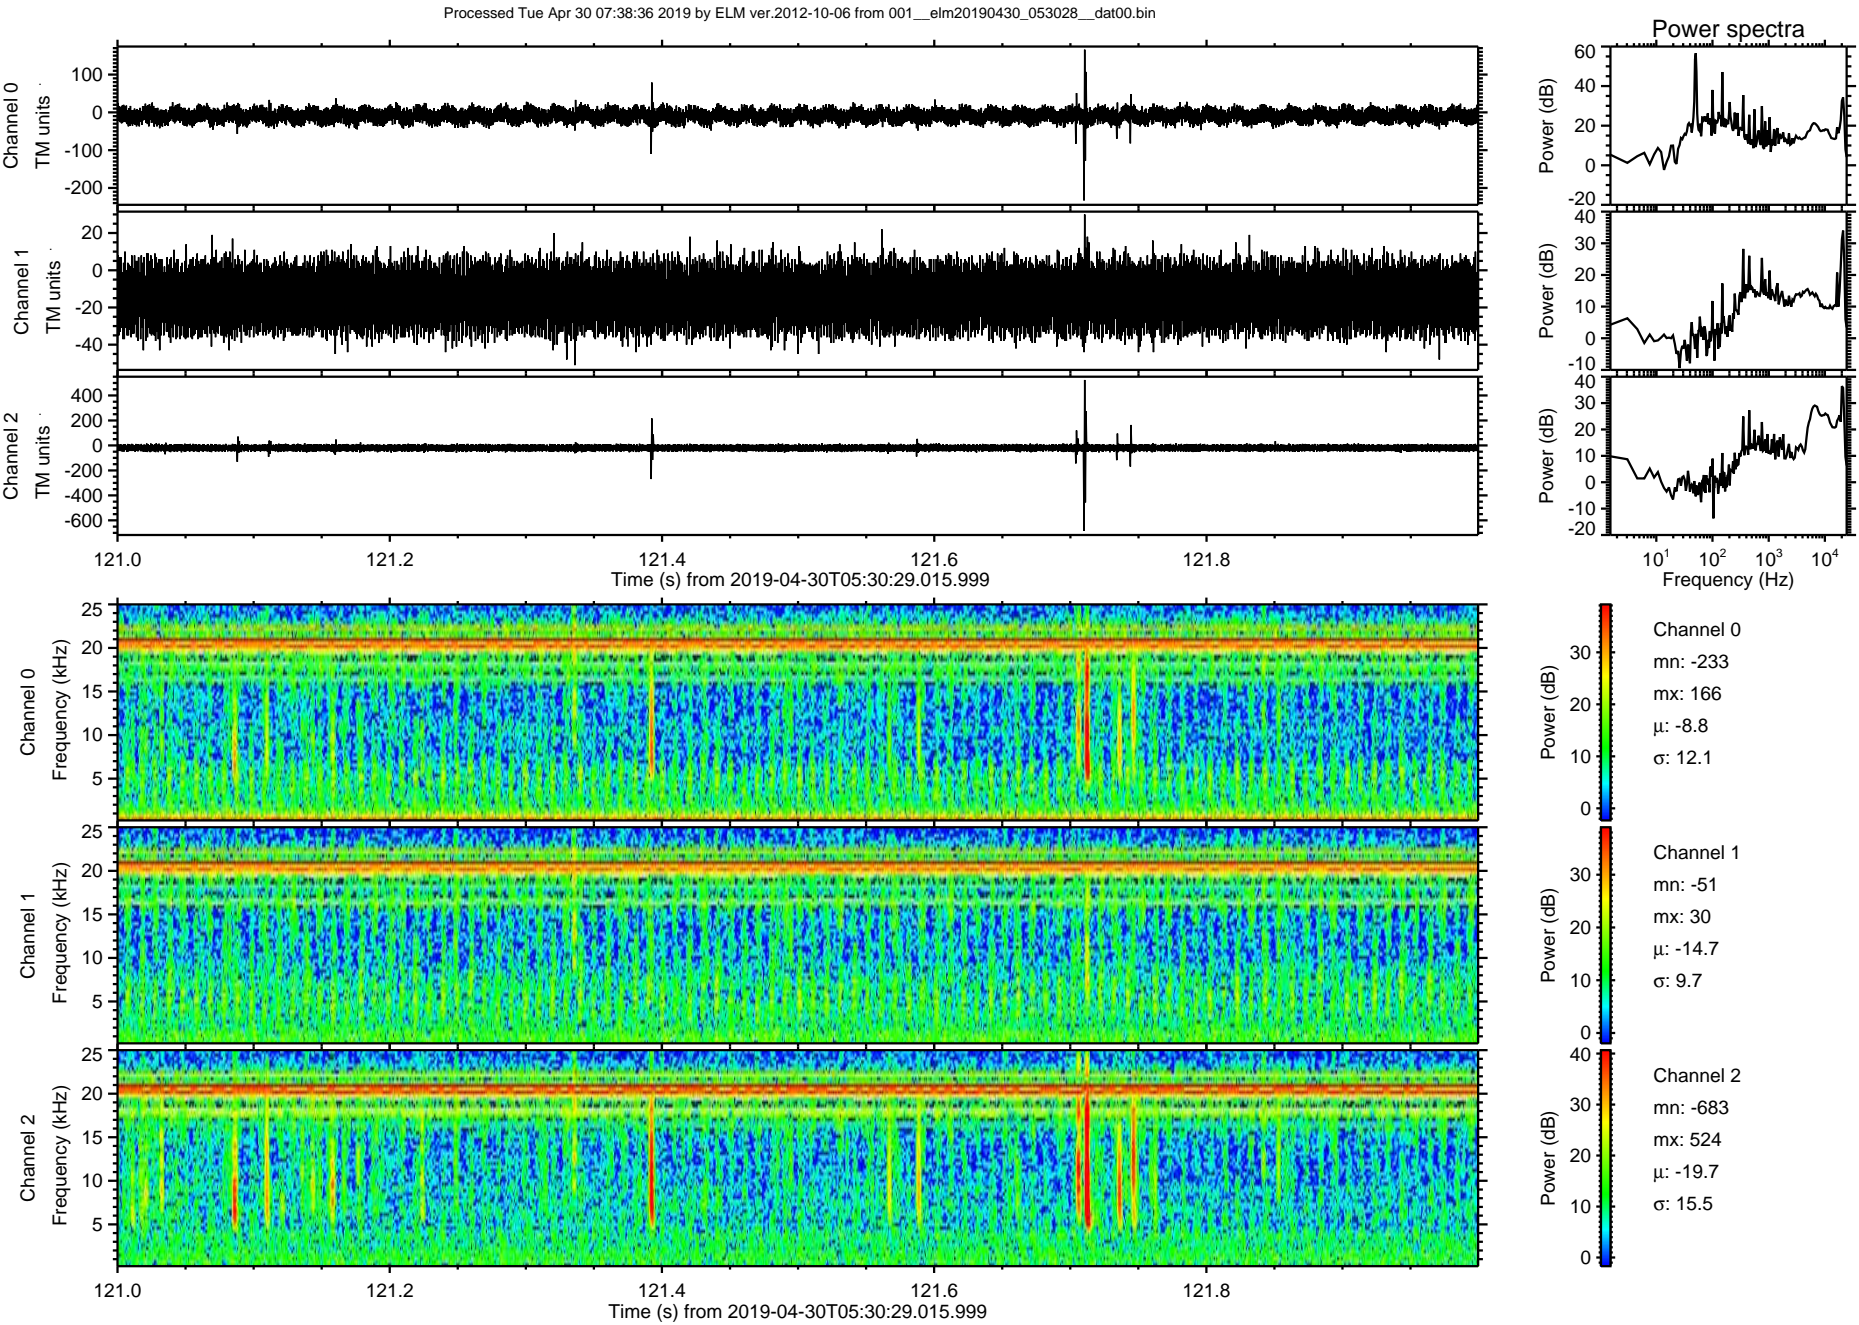 Processed Tue Apr 30 07:38:36 2019 by ELM ver.2012-10-06 from 001__elm20190430_053028__dat00.bin
Power spectra
Channel 0
TM units
100
0
-100
-200
Power (dB)
60
40
20
0
-20
Channel 1
TM units
20
0
-20
-40
Power (dB)
40
30
20
10
0
-10
Channel 2
TM units
400
200
0
-200
-400
-600
Power (dB)
40
30
20
10
0
-10
-20
121.0 121.2 121.4 121.6 121.8
Time (s) from 2019-04-30T05:30:29.015.999
10^1 10^2 10^3 10^4
Frequency (Hz)
Channel 0
Frequency (kHz)
25
20
15
10
5
Power (dB)
30
20
10
0
Channel 0
mn: -233
mx: 166
μ: -8.8
σ: 12.1
Channel 1
Frequency (kHz)
25
20
15
10
5
Power (dB)
30
20
10
0
Channel 1
mn: -51
mx: 30
μ: -14.7
σ: 9.7
Channel 2
Frequency (kHz)
25
20
15
10
5
Power (dB)
40
30
20
10
0
Channel 2
mn: -683
mx: 524
μ: -19.7
σ: 15.5
121.0 121.2 121.4 121.6 121.8
Time (s) from 2019-04-30T05:30:29.015.999